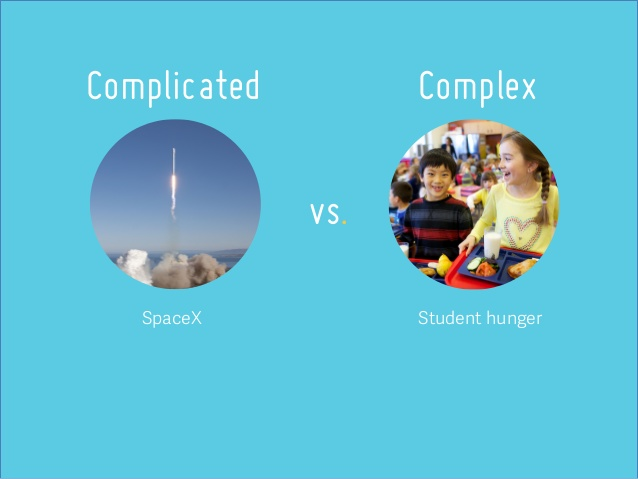 Complicated
Complex
vs.
SpaceX
Student hunger